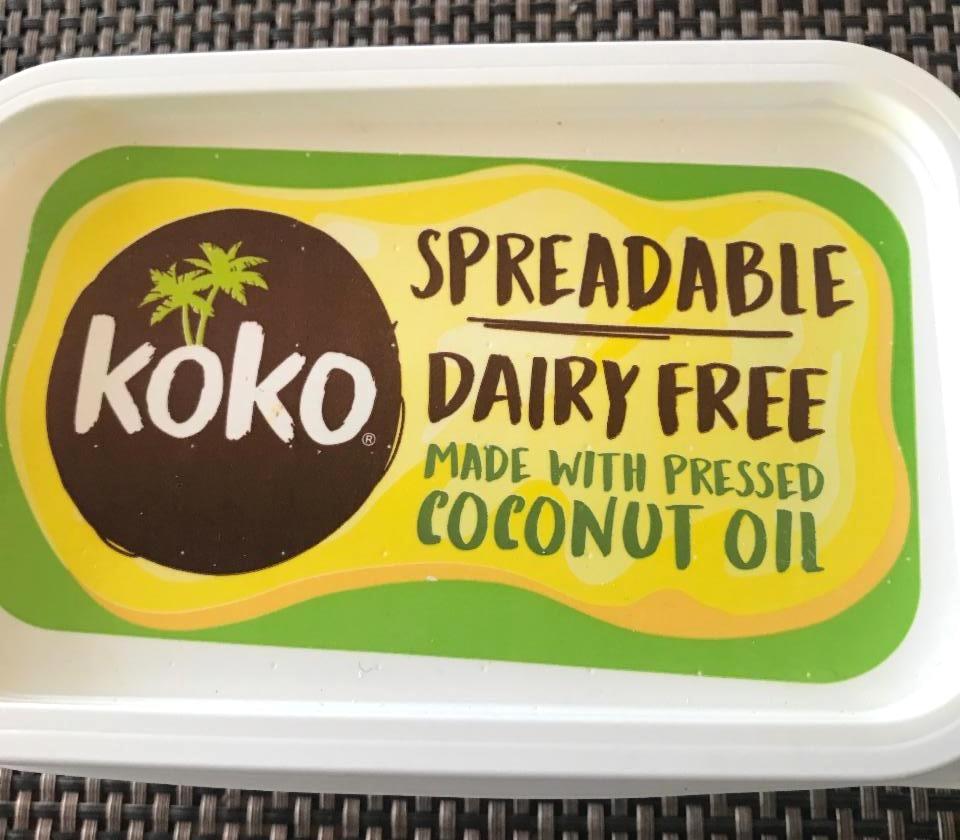 koko®
SPREADABLE
DAIRY FREE
MADE WITH PRESSED
COCONUT OIL